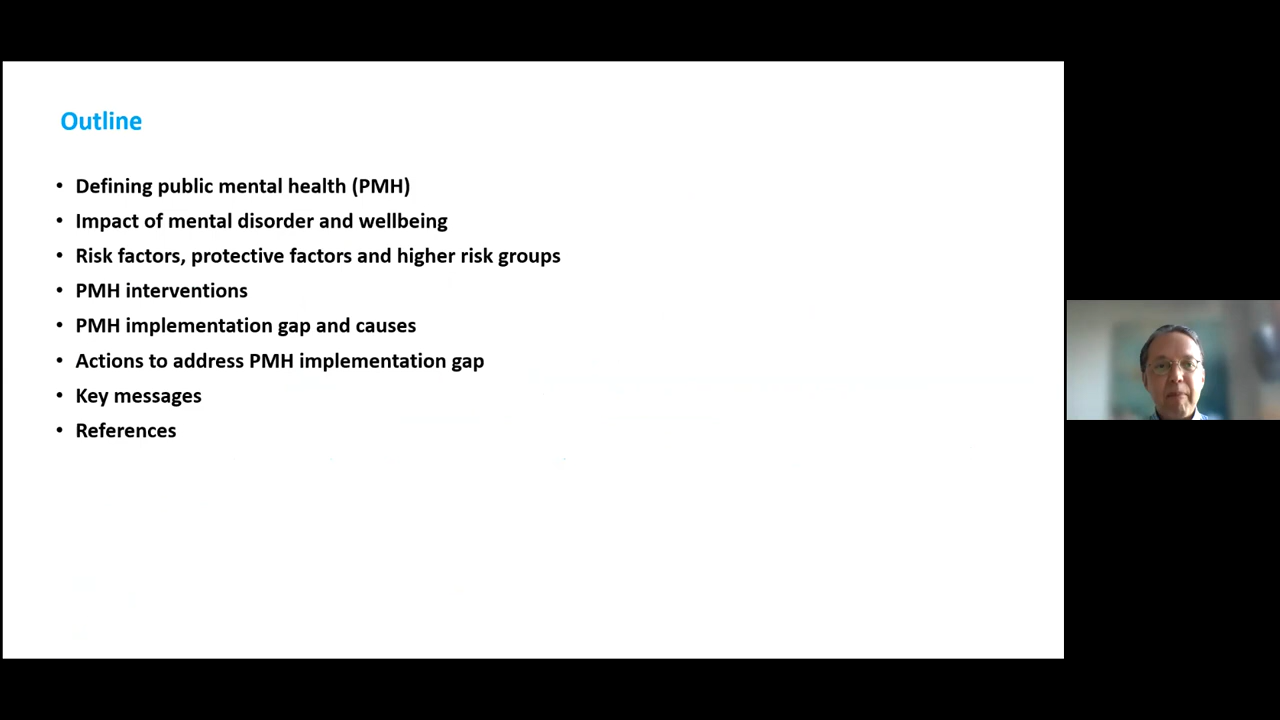 Outline
• Defining public mental health (PMH)
• Impact of mental disorder and wellbeing
• Risk factors, protective factors and higher risk groups
• PMH interventions
• PMH implementation gap and causes
• Actions to address PMH implementation gap
• Key messages
• References